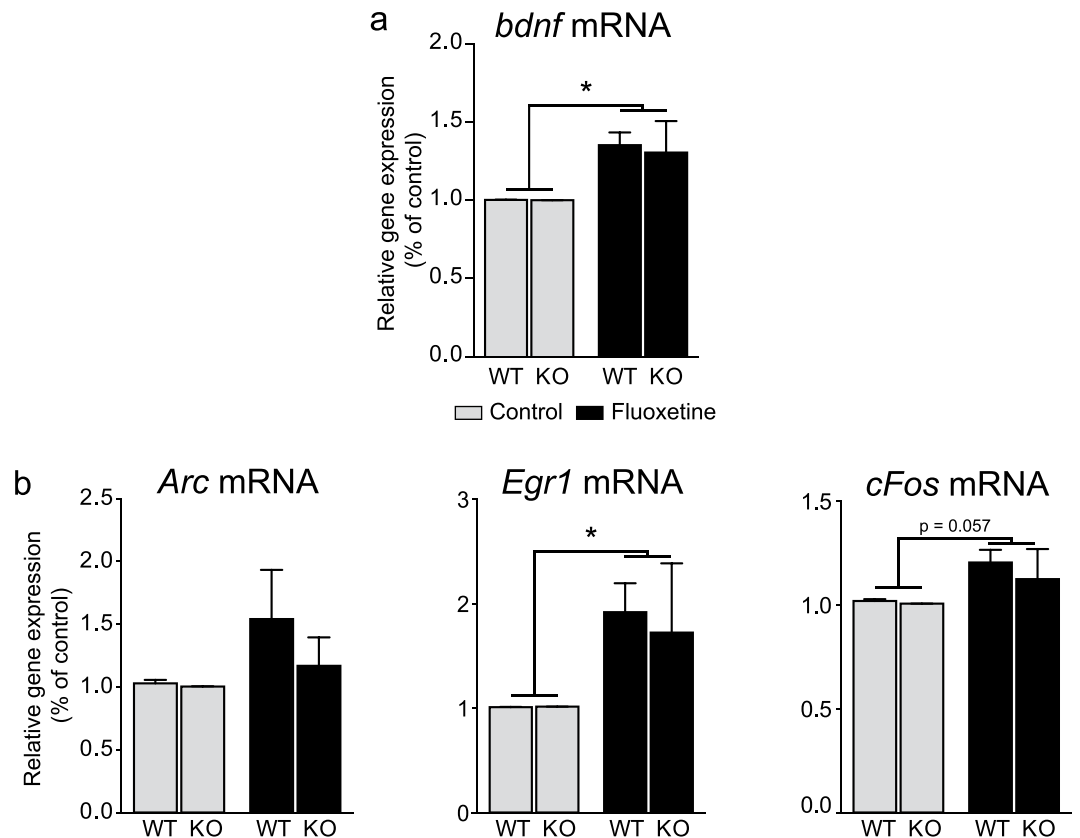 a
bdnf mRNA
Relative gene expression
(% of control)
2.0
1.5
1.0
0.5
0.0
*
WT KO WT KO
Control Fluoxetine
b
Arc mRNA
Relative gene expression
(% of control)
2.5
2.0
1.5
1.0
0.5
0.0
WT KO WT KO
Egr1 mRNA
3
2
1
0
*
WT KO WT KO
cFos mRNA
1.5
1.0
0.5
0.0
p = 0.057
WT KO WT KO